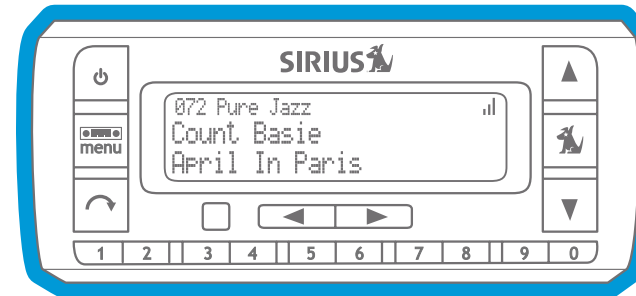 SIRIUS
072 Pure Jazz
Count Basie
April In Paris
menu
1 2 3 4 5 6 7 8 9 0